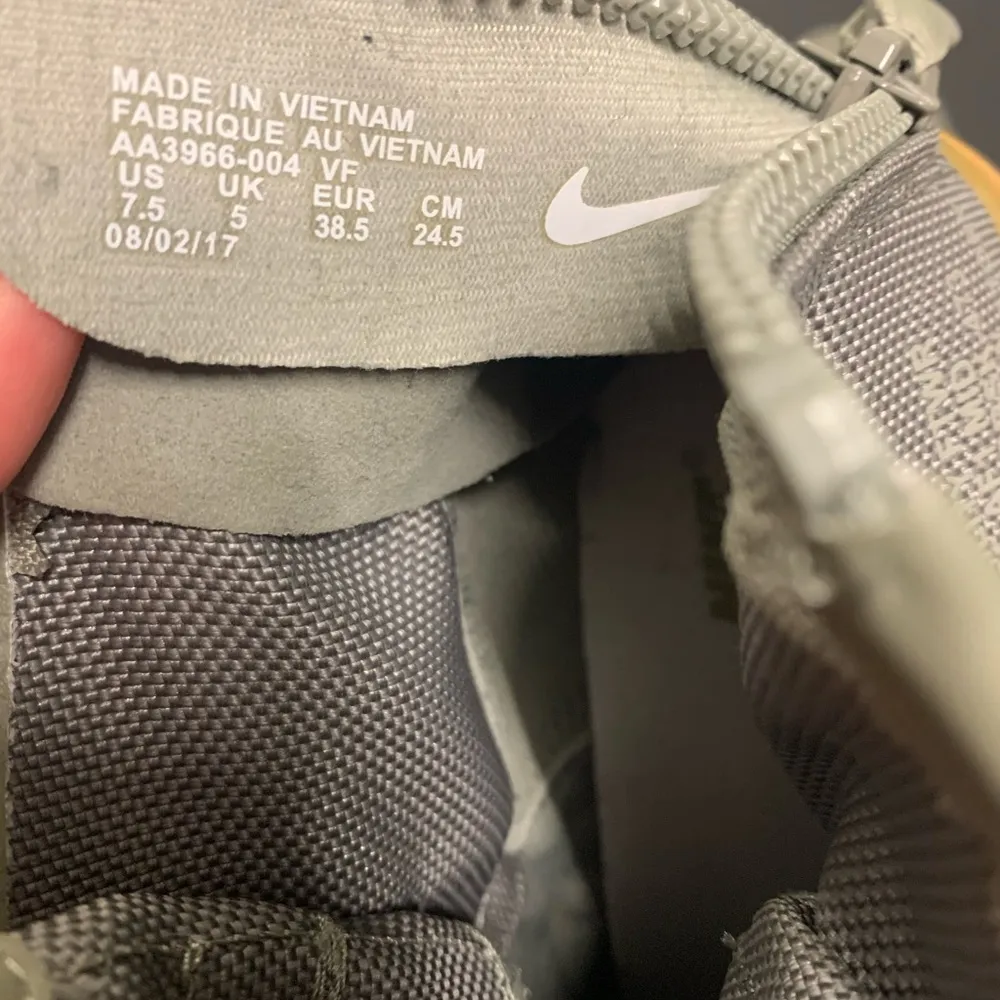 MADE IN VIETNAM
FABRIQUE AU VIETNAM
AA3966-004 VF
US UK EUR CM
7.5 5 38.5 24.5
08/02/17